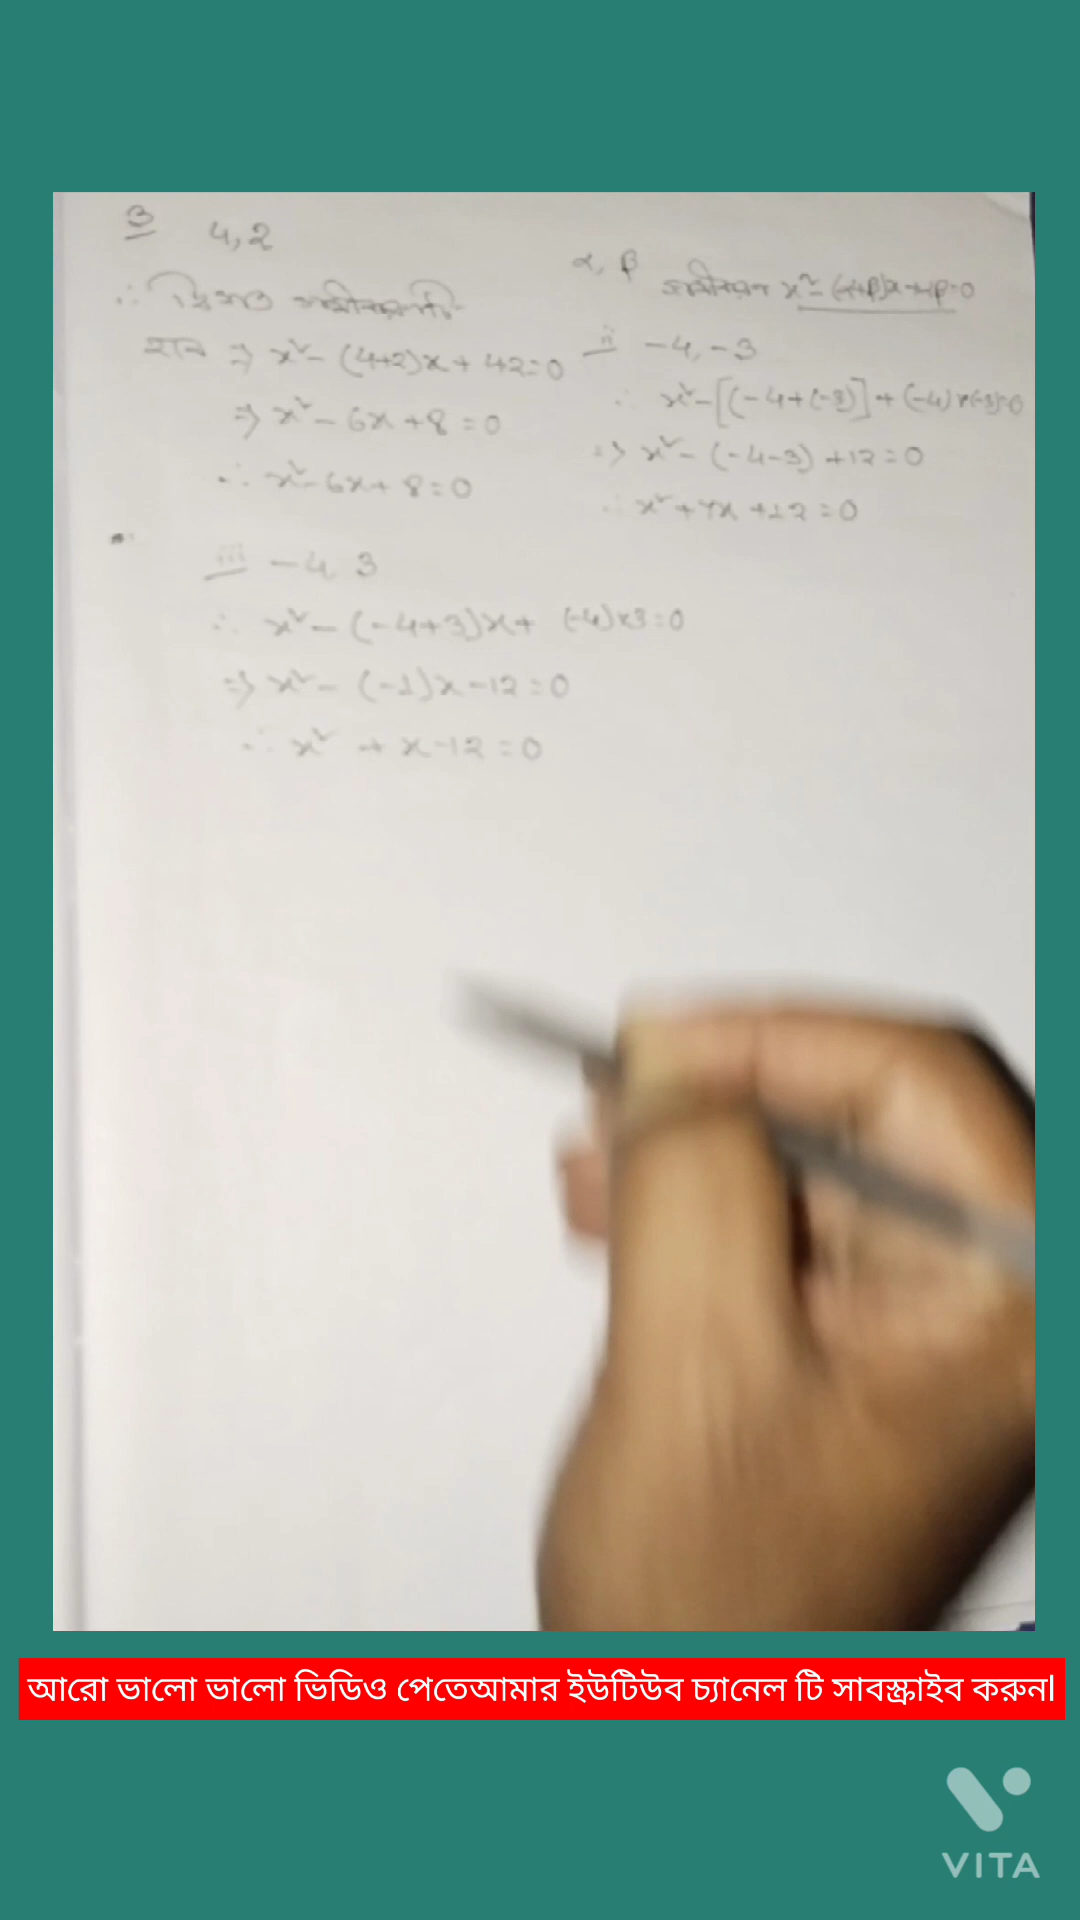 ৩ 4, 2
∴ দ্বিঘাত সমীকরণটি
হবে ⇒ x² - (4+2)x + 4·2=0
⇒ x² - 6x + 8 = 0
∴ x² - 6x + 8 = 0
α, β সমীকরণ x² - (α+β)x + αβ=0
ii -4, -3
∴ x² - [(-4+(-3)] + (-4)×(-3)=0
⇒ x² - (-4-3) + 12 = 0
∴ x² + 7x + 12 = 0
iii -4, 3
∴ x² - (-4+3)x + (-4)×3 = 0
⇒ x² - (-1)x - 12 = 0
∴ x² + x - 12 = 0
আরো ভালো ভালো ভিডিও পেতেআমার ইউটিউব চ্যানেল টি সাবস্ক্রাইব করুন।
VITA